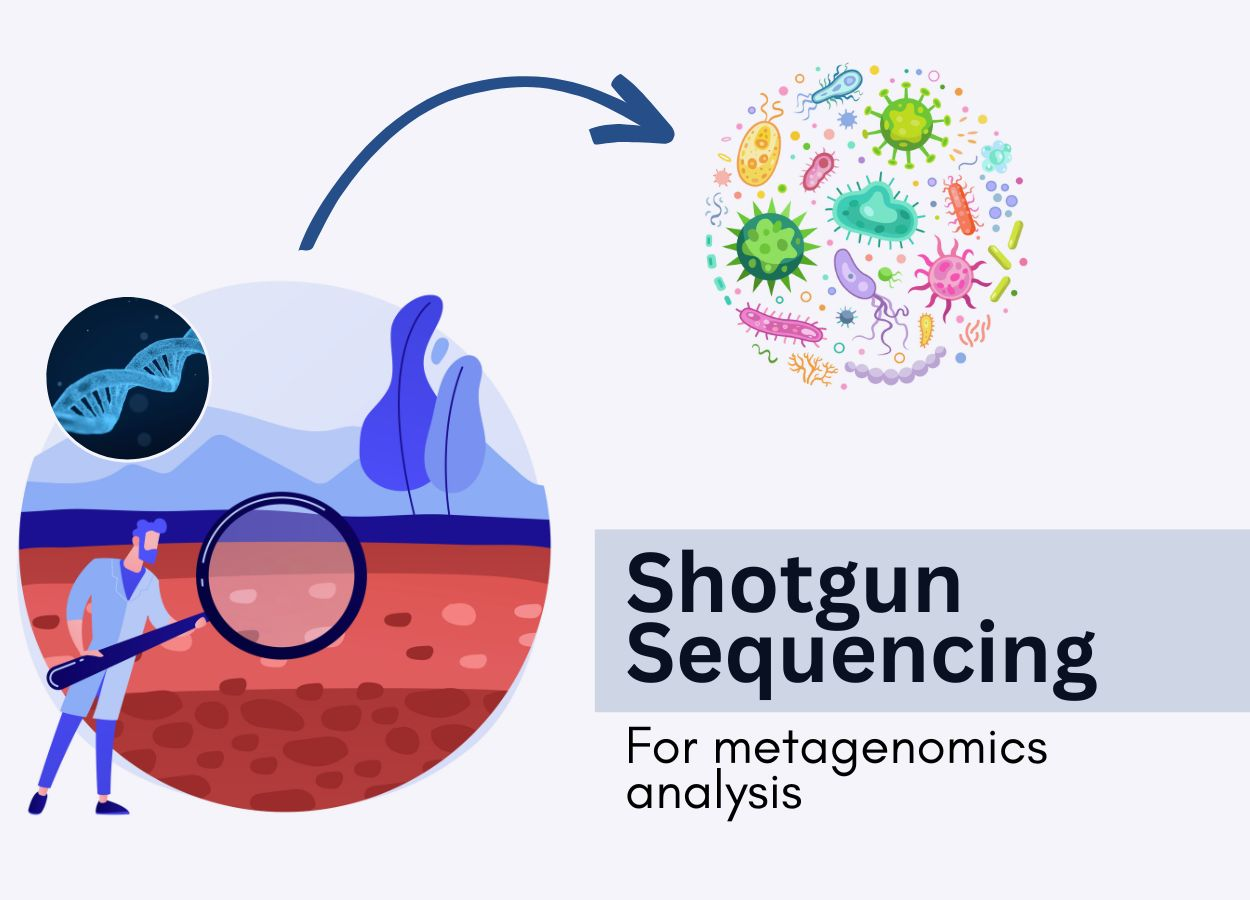 Shotgun
Sequencing
For metagenomics
analysis